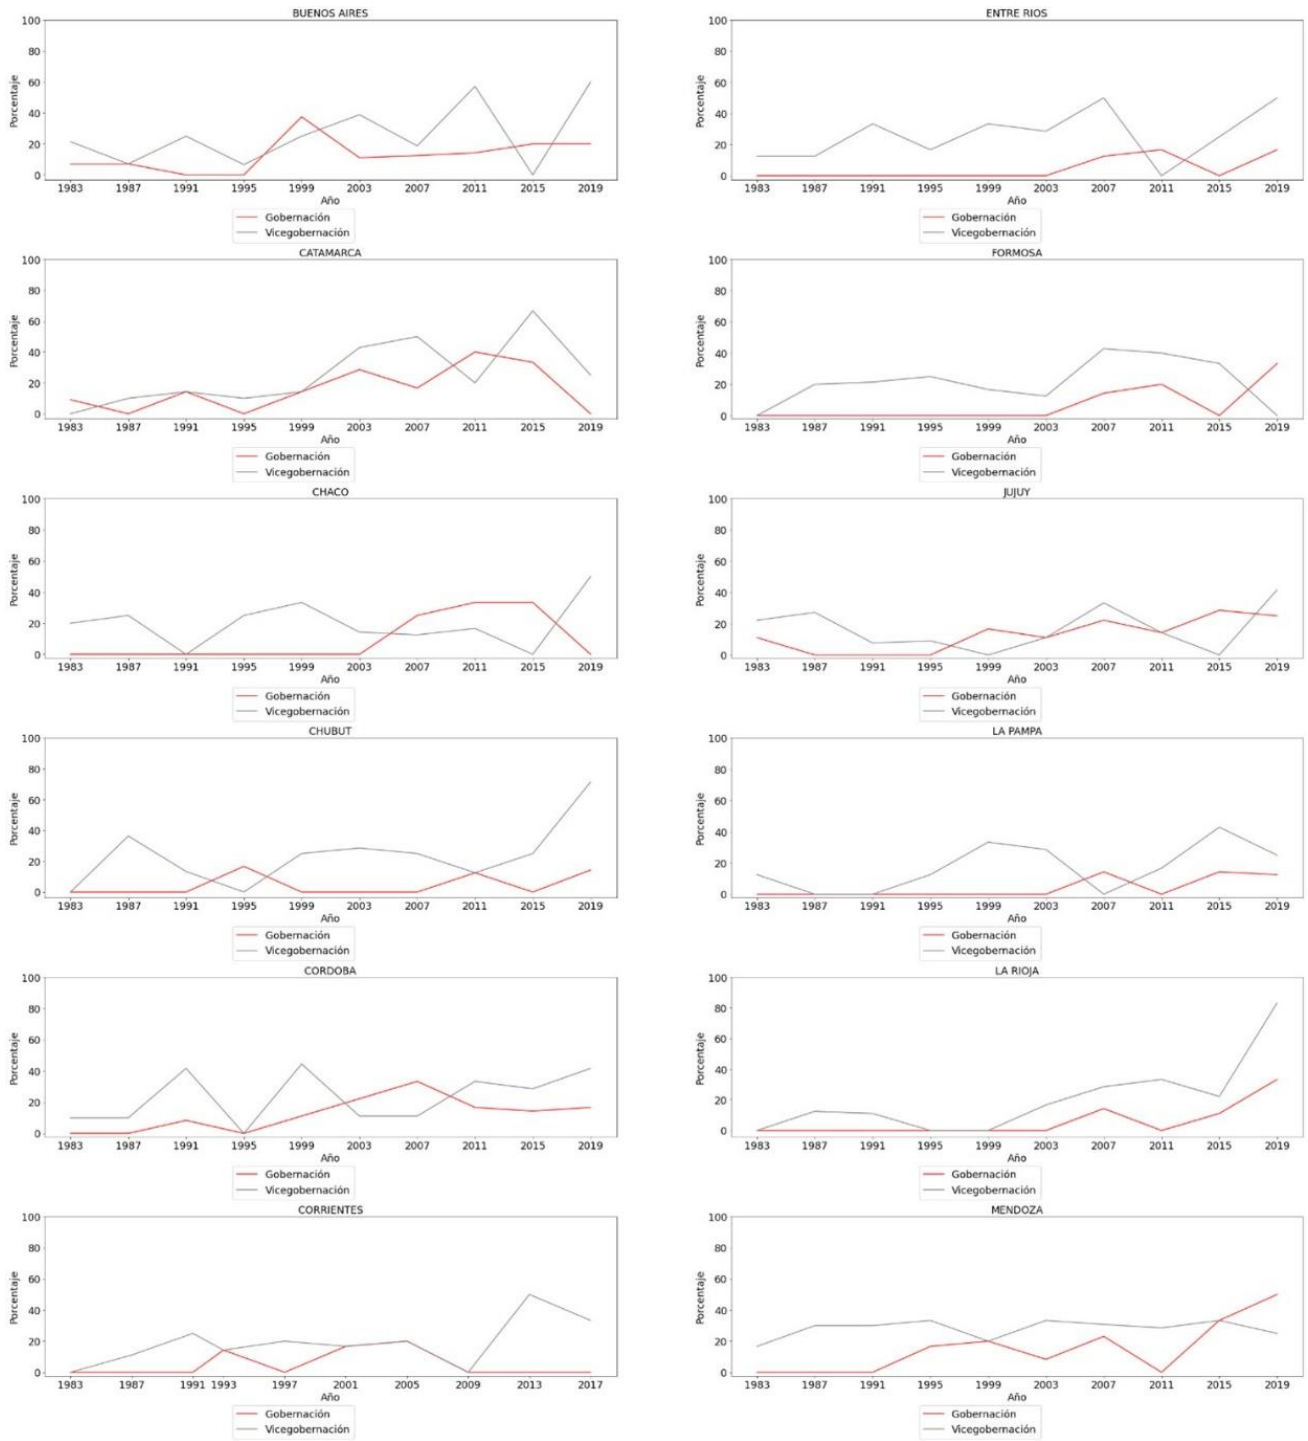 BUENOS AIRES
100
80
60
40
20
0
Porcentaje
1983 1987 1991 1995 1999 2003 2007 2011 2015 2019
Año
Gobernación
Vicegobernación
ENTRE RIOS
100
80
60
40
20
0
Porcentaje
1983 1987 1991 1995 1999 2003 2007 2011 2015 2019
Año
Gobernación
Vicegobernación
CATAMARCA
100
80
60
40
20
0
Porcentaje
1983 1987 1991 1995 1999 2003 2007 2011 2015 2019
Año
Gobernación
Vicegobernación
FORMOSA
100
80
60
40
20
0
Porcentaje
1983 1987 1991 1995 1999 2003 2007 2011 2015 2019
Año
Gobernación
Vicegobernación
CHACO
100
80
60
40
20
0
Porcentaje
1983 1987 1991 1995 1999 2003 2007 2011 2015 2019
Año
Gobernación
Vicegobernación
JUJUY
100
80
60
40
20
0
Porcentaje
1983 1987 1991 1995 1999 2003 2007 2011 2015 2019
Año
Gobernación
Vicegobernación
CHUBUT
100
80
60
40
20
0
Porcentaje
1983 1987 1991 1995 1999 2003 2007 2011 2015 2019
Año
Gobernación
Vicegobernación
LA PAMPA
100
80
60
40
20
0
Porcentaje
1983 1987 1991 1995 1999 2003 2007 2011 2015 2019
Año
Gobernación
Vicegobernación
CORDOBA
100
80
60
40
20
0
Porcentaje
1983 1987 1991 1995 1999 2003 2007 2011 2015 2019
Año
Gobernación
Vicegobernación
LA RIOJA
100
80
60
40
20
0
Porcentaje
1983 1987 1991 1995 1999 2003 2007 2011 2015 2019
Año
Gobernación
Vicegobernación
CORRIENTES
100
80
60
40
20
0
Porcentaje
1983 1987 1991 1993 1997 2001 2005 2009 2013 2017
Año
Gobernación
Vicegobernación
MENDOZA
100
80
60
40
20
0
Porcentaje
1983 1987 1991 1995 1999 2003 2007 2011 2015 2019
Año
Gobernación
Vicegobernación